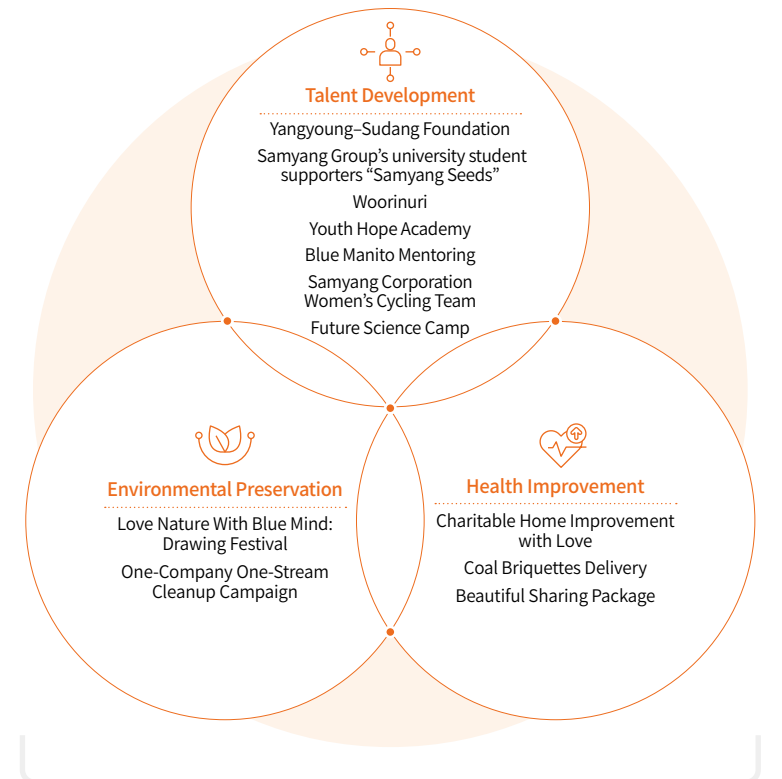 Talent Development
Yangyoung–Sudang Foundation
Samyang Group’s university student
supporters “Samyang Seeds”
Woorinuri
Youth Hope Academy
Blue Manito Mentoring
Samyang Corporation
Women’s Cycling Team
Future Science Camp
Environmental Preservation
Love Nature With Blue Mind:
Drawing Festival
One-Company One-Stream
Cleanup Campaign
Health Improvement
Charitable Home Improvement
with Love
Coal Briquettes Delivery
Beautiful Sharing Package